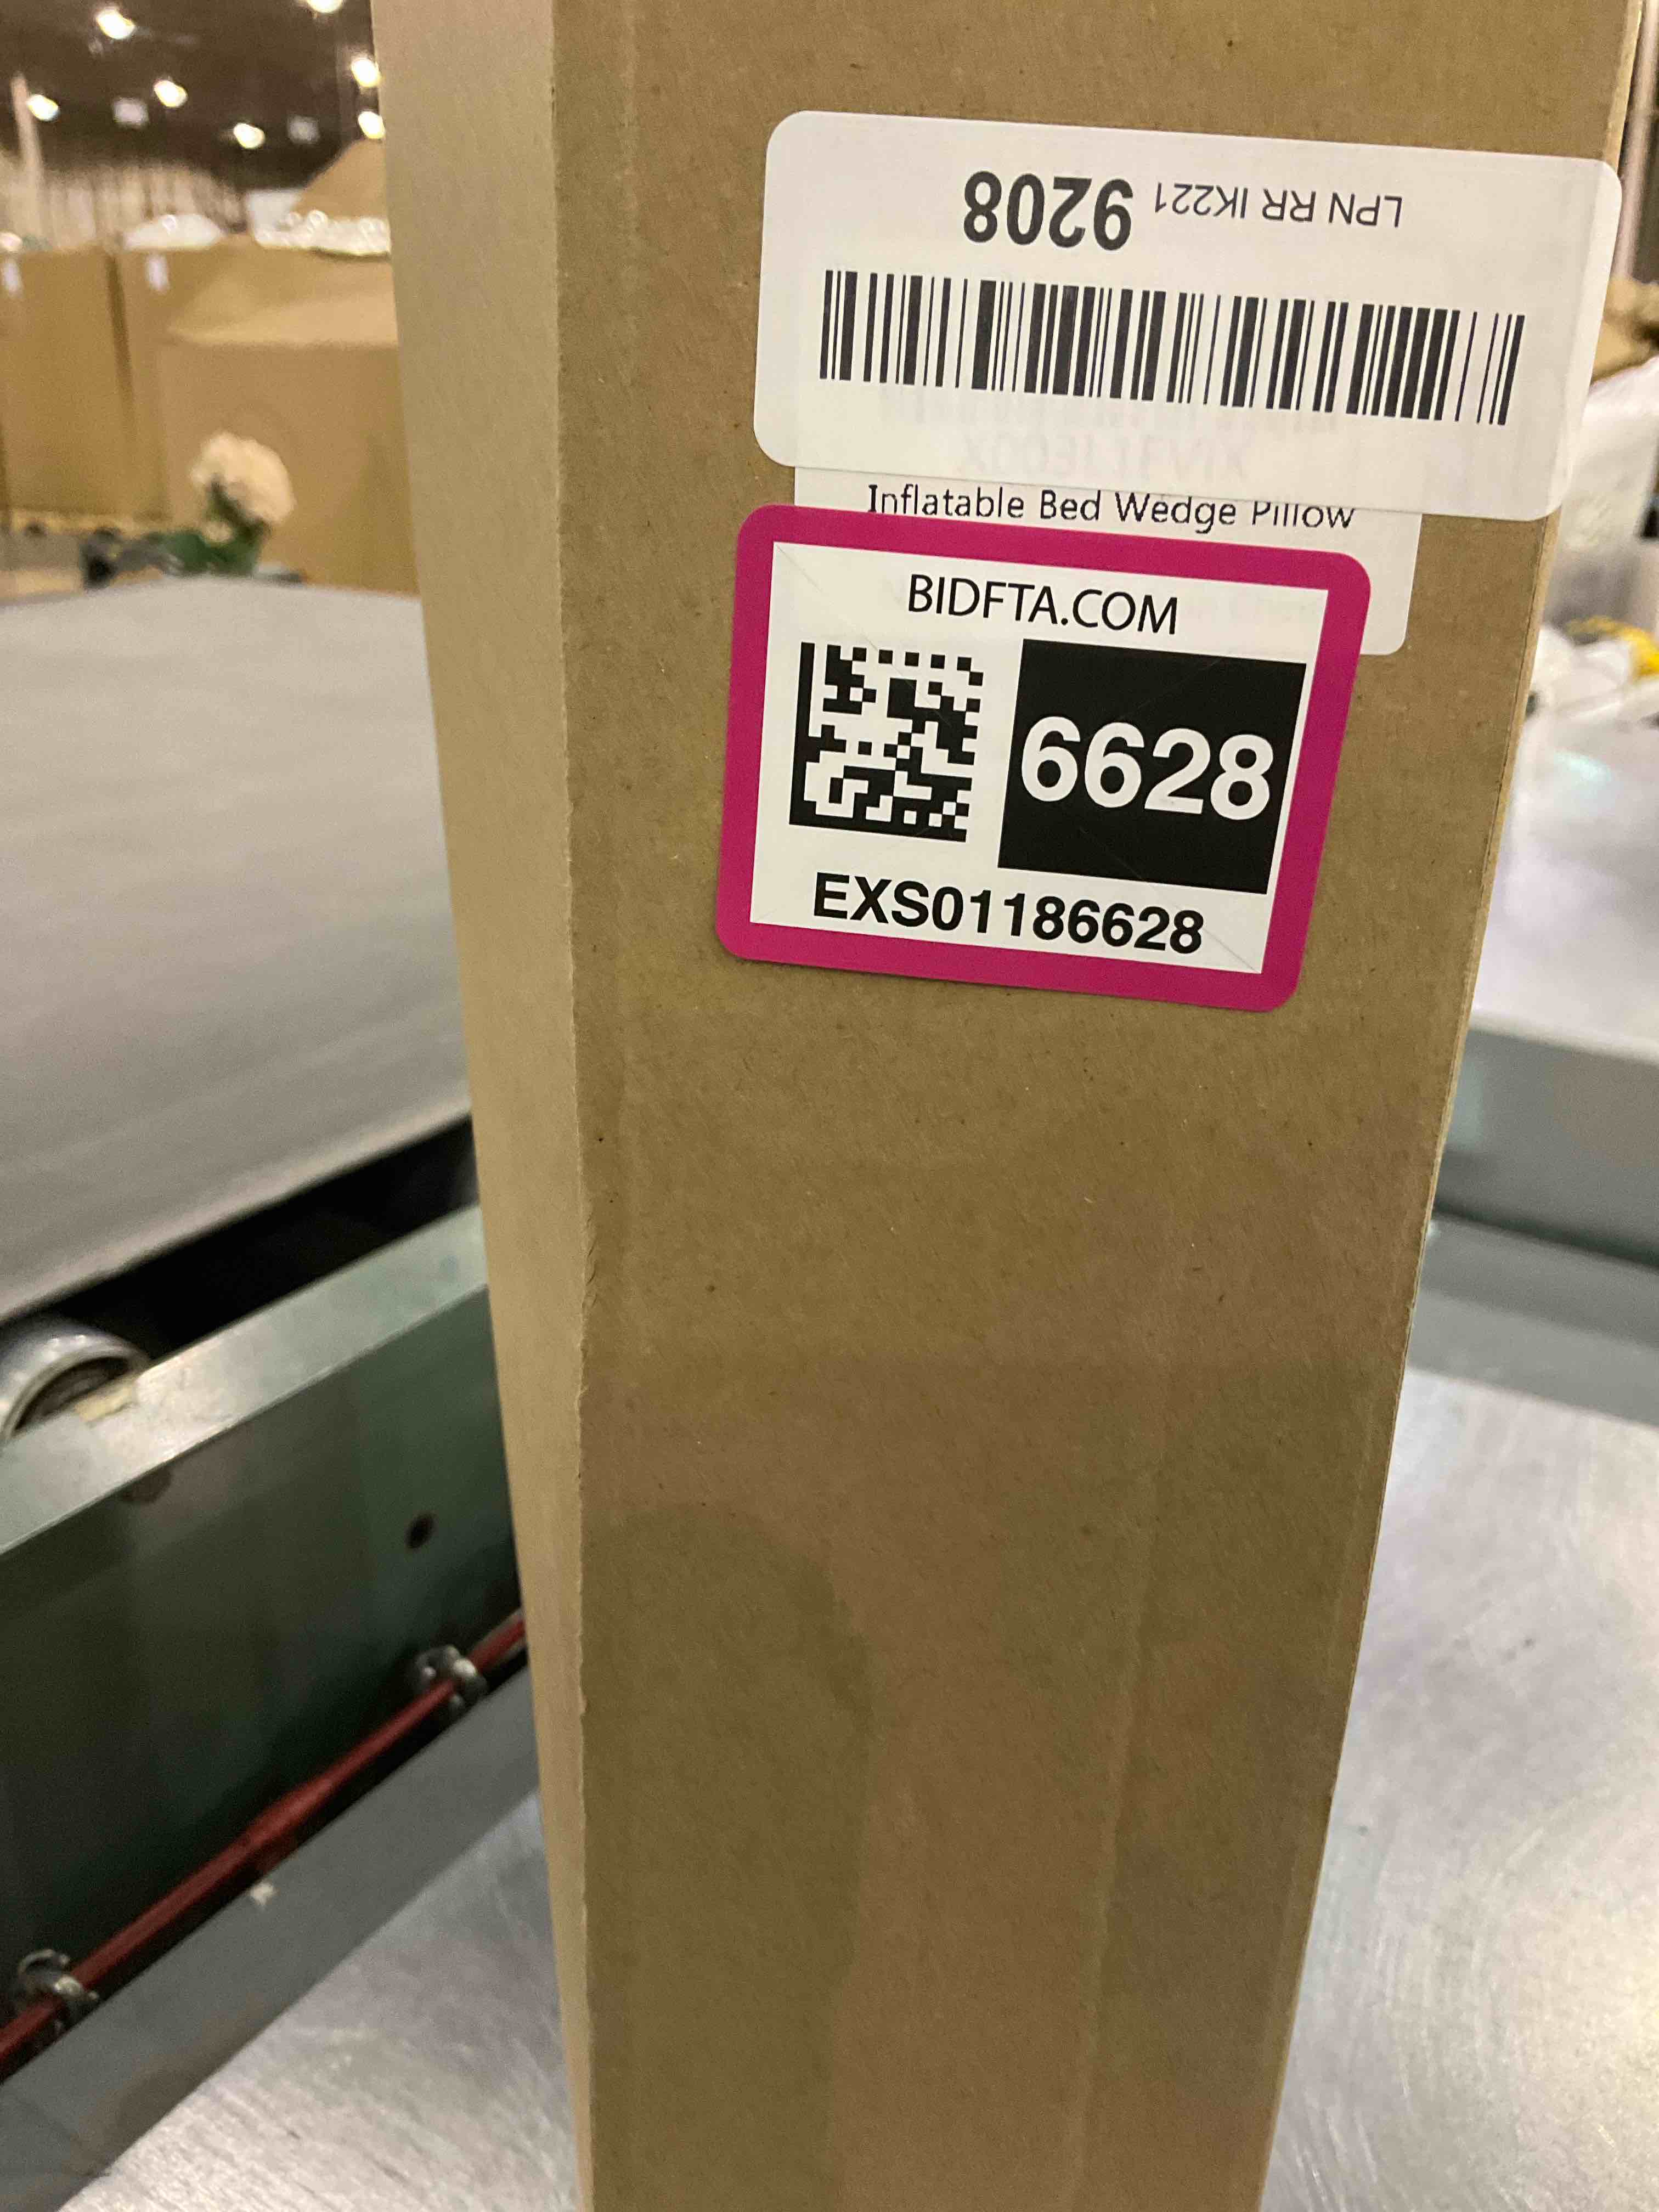 LPN RR IK221 9208
Inflatable Bed Wedge Pillow
BIDFTA.COM
6628
EXS01186628